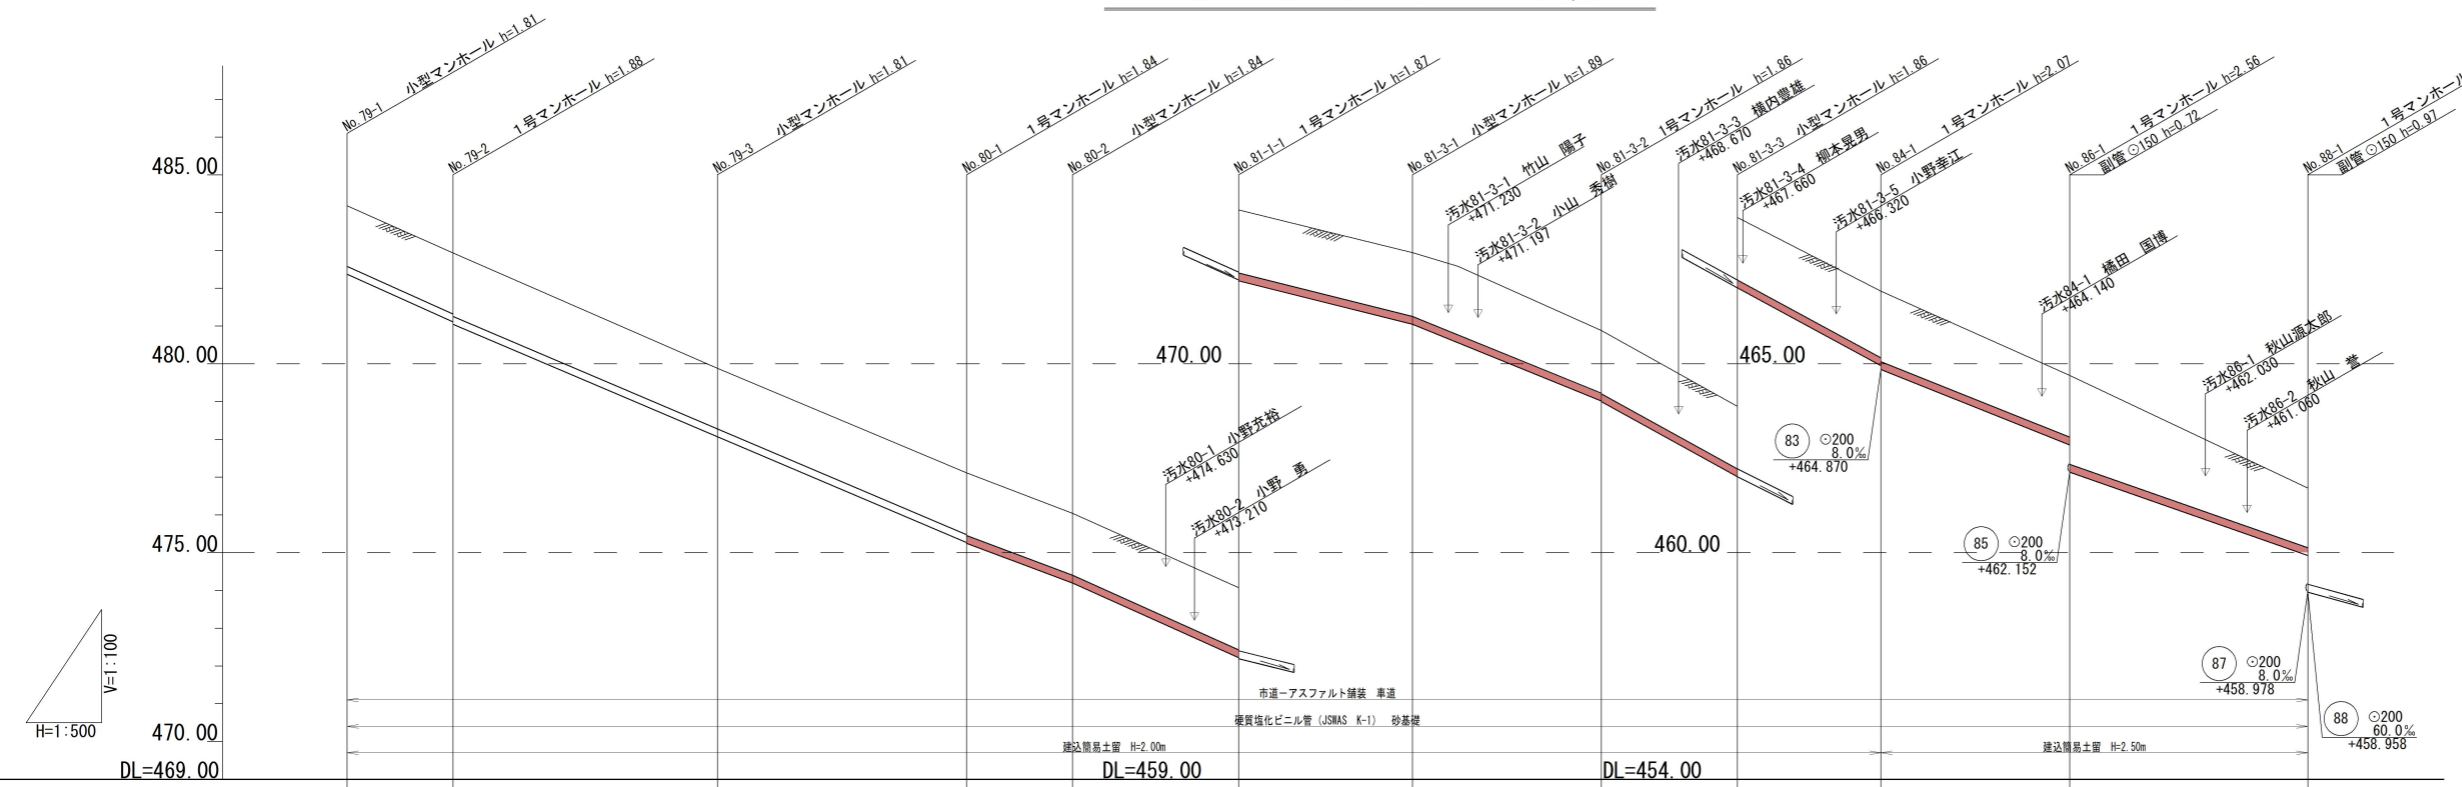 No.79-1 小型マンホール h=1.81
No.79-2 1号マンホール h=1.88
No.79-3 小型マンホール h=1.81
No.80-1 1号マンホール h=1.84
No.80-2 小型マンホール h=1.84
No.81-1-1 1号マンホール h=1.87
No.81-3-1 小型マンホール h=1.89
No.81-3-2 1号マンホール h=1.86
No.81-3-3 小型マンホール h=1.86
No.84-1 1号マンホール h=2.07
No.86-1 1号マンホール h=2.56
副管⊙150 h=0.72
No.88-1 1号マンホール
副管⊙150 h=0.97
汚水80-1 小野充裕
+474.630
汚水80-2 小野 勇
+473.210
汚水81-3-1 竹山 陽子
+471.230
汚水81-3-2 小山 秀樹
+471.197
汚水81-3-3 横内豊雄
+468.670
汚水81-3-4 柳本晃男
+467.660
汚水81-3-5 小野幸江
+466.320
汚水84-1 橘田 国博
+464.140
汚水86-1 秋山源太郎
+462.030
汚水86-2 秋山 誉
+461.060
485.00
480.00
475.00
470.00
DL=469.00
470.00
465.00
460.00
83 ⊙200
8.0‰
+464.870
85 ⊙200
8.0‰
+462.152
87 ⊙200
8.0‰
+458.978
88 ⊙200
60.0‰
+458.958
V=1:100
H=1:500
市道-アスファルト舗装 車道
硬質塩化ビニル管(JSWAS K-1) 砂基礎
建込簡易土留 H=2.00m
建込簡易土留 H=2.50m
DL=459.00
DL=454.00